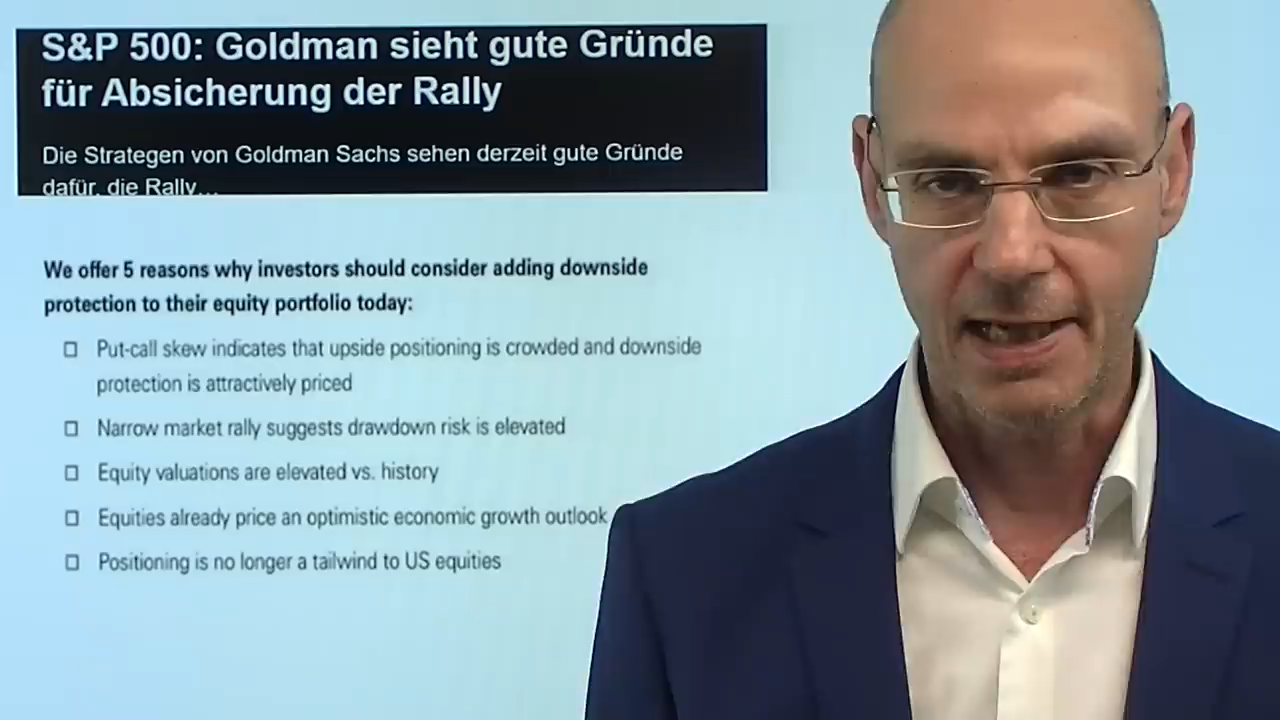 S&P 500: Goldman sieht gute Gründe
für Absicherung der Rally
Die Strategen von Goldman Sachs sehen derzeit gute Gründe
dafür, die Rally…
We offer 5 reasons why investors should consider adding downside
protection to their equity portfolio today:
Put-call skew indicates that upside positioning is crowded and downside
protection is attractively priced
Narrow market rally suggests drawdown risk is elevated
Equity valuations are elevated vs. history
Equities already price an optimistic economic growth outlook
Positioning is no longer a tailwind to US equities